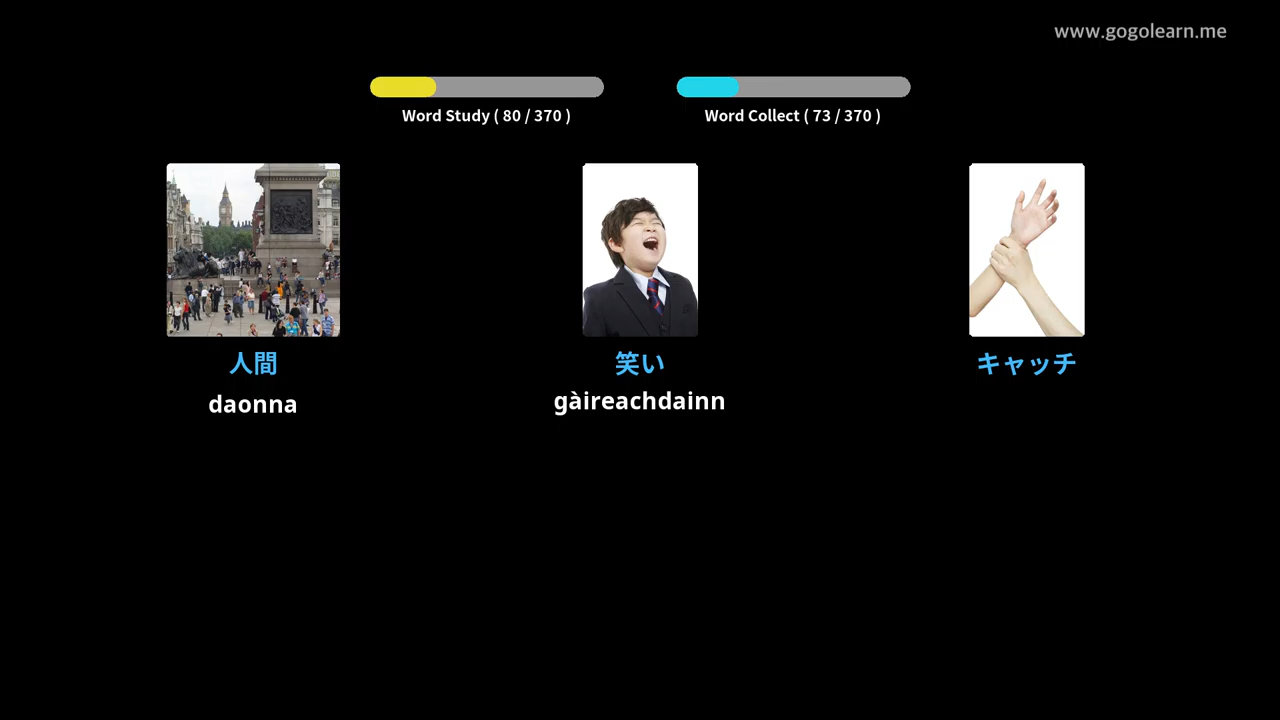 www.gogolearn.me
Word Study ( 80 / 370 )
Word Collect ( 73 / 370 )
人間
笑い
キャッチ
daonna
gàireachdainn